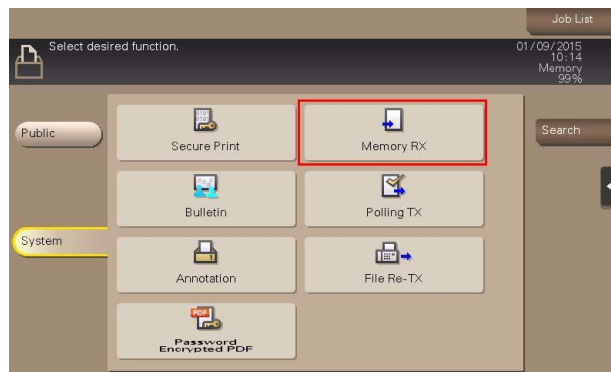 Job List
Select desired function.
01/09/2015
10:14
Memory
99%
Public
Secure Print
Memory RX
Search
Bulletin
Polling TX
System
Annotation
File Re-TX
PDF
Password
Encrypted PDF